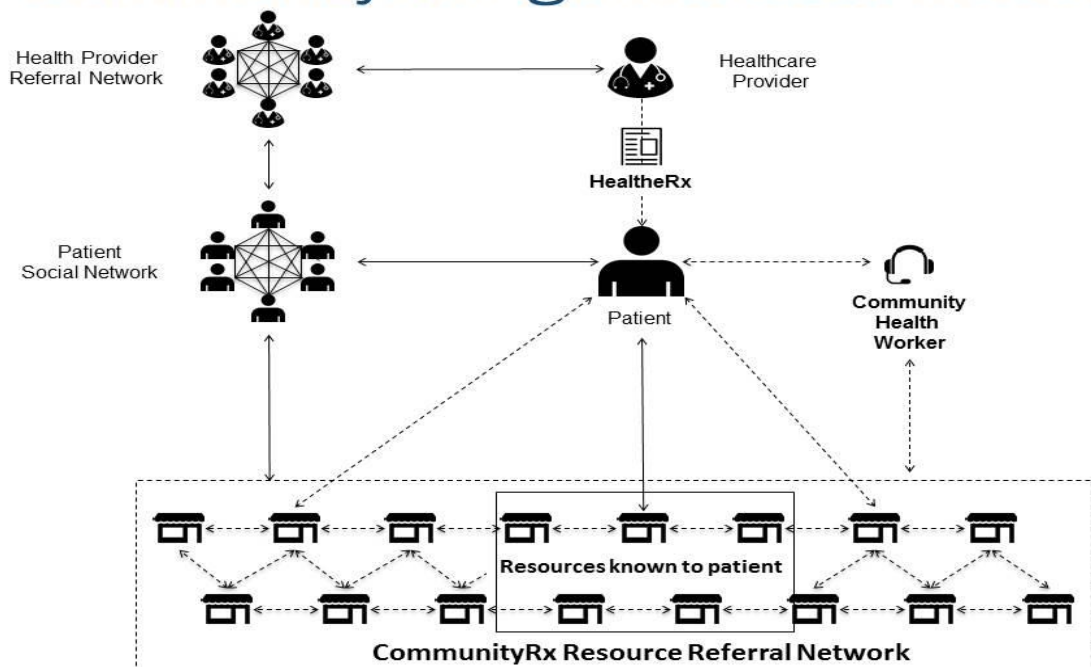 Health Provider
Referral Network
Healthcare
Provider
HealtheRx
Patient
Social Network
Patient
Community
Health
Worker
Resources known to patient
CommunityRx Resource Referral Network